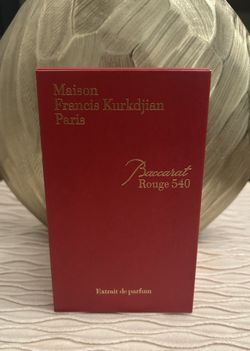 Maison
Francis Kurkdjian
Paris
Baccarat
Rouge 540
Extrait de parfum